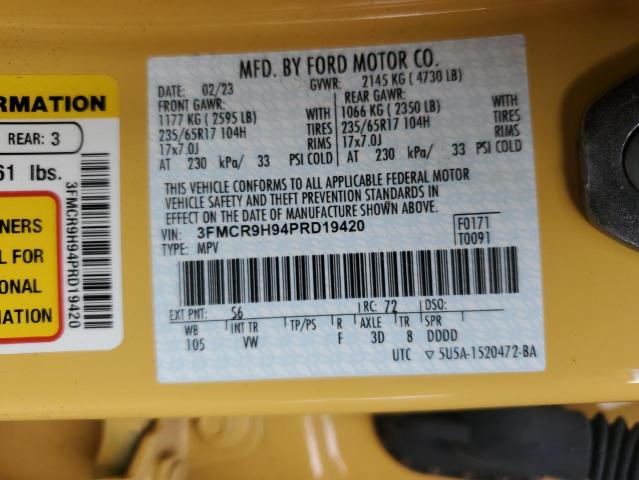 ORMATION
REAR: 3
61 lbs.
NERS
L FOR
ONAL
MATION
3FMCR9H94PRD19420
MFD. BY FORD MOTOR CO.
DATE: 02/23 GVWR: 2145 KG ( 4730 LB)
FRONT GAWR: REAR GAWR:
1177 KG ( 2595 LB) 1066 KG ( 2350 LB)
235/65R17 104H TIRES 235/65R17 104H TIRES
17x7.0J RIMS 17x7.0J RIMS
AT 230 kPa/ 33 PSI COLD AT 230 kPa/ 33 PSI COLD
THIS VEHICLE CONFORMS TO ALL APPLICABLE FEDERAL MOTOR
VEHICLE SAFETY AND THEFT PREVENTION STANDARDS IN
EFFECT ON THE DATE OF MANUFACTURE SHOWN ABOVE.
VIN: 3FMCR9H94PRD19420 F0171
TYPE: MPV T0091
EXT PNT: S6 RC: 72 DSO:
WB INT TR TP/PS R AXLE TR SPR
105 VW F 3D 8 DDDD
UTC ▽ 5U5A-1520472-BA